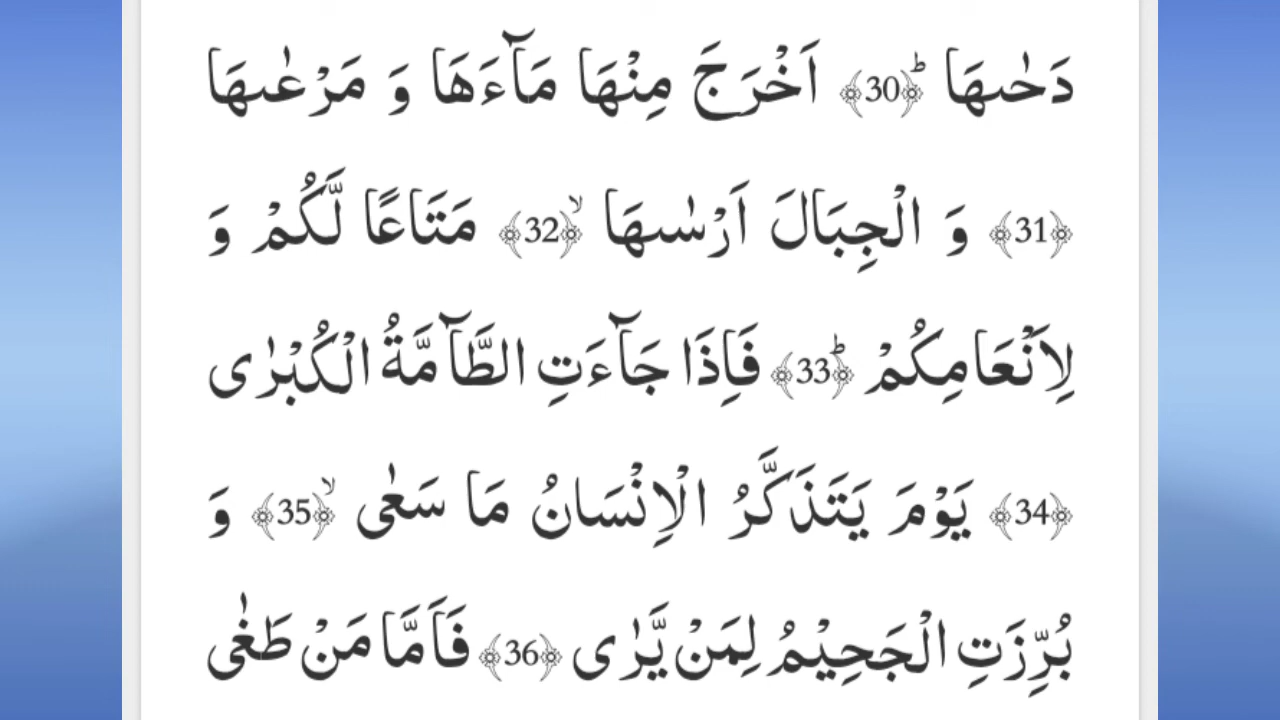 دَحٰىهَا ﴿ؕ30﴾ اَخْرَجَ مِنْهَا مَآءَهَا وَ مَرْعٰىهَا
﴿31﴾ وَ الْجِبَالَ اَرْسٰىهَا ﴿ۙ32﴾ مَتَاعًا لَّكُمْ وَ
لِاَنْعَامِكُمْ ﴿ؕ33﴾ فَاِذَا جَآءَتِ الطَّآمَّةُ الْكُبْرٰى
﴿34﴾ يَوْمَ يَتَذَكَّرُ الْاِنْسَانُ مَا سَعٰى ﴿ۙ35﴾ وَ
بُرِّزَتِ الْجَحِيْمُ لِمَنْ يَّرٰى ﴿36﴾ فَاَمَّا مَنْ طَغٰى